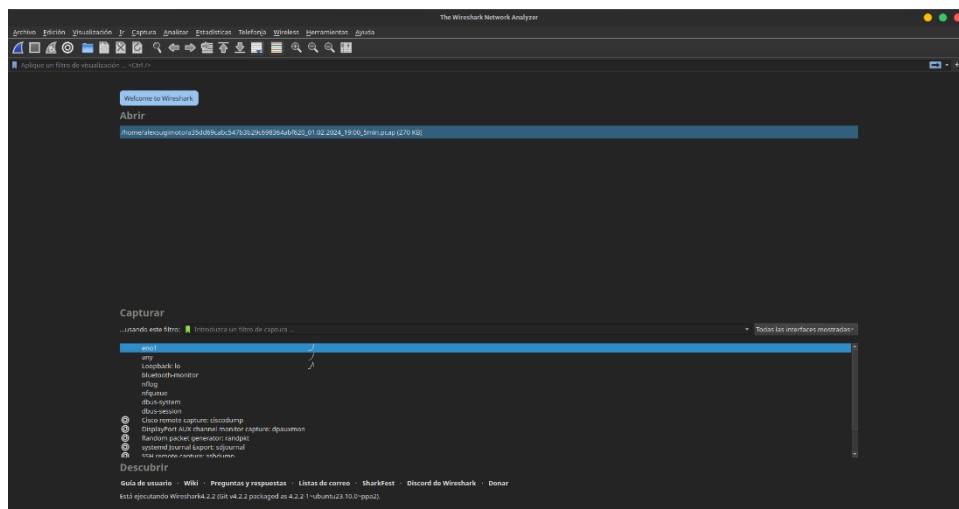 The Wireshark Network Analyzer
Archivo Edición Visualización Ir Captura Analizar Estadísticas Telefonía Wireless Herramientas Ayuda
Aplique un filtro de visualización ... <Ctrl-/>
Welcome to Wireshark
Abrir
/home/alexsugimoto/a35dd69cabc547b3b29c698364abf620_01.02.2024_19:00_5min.pcap (270 KB)
Capturar
...usando este filtro: Introduzca un filtro de captura ... Todas las interfaces mostradas
eno1
any
Loopback: lo
bluetooth-monitor
nflog
nfqueue
dbus-system
dbus-session
Cisco remote capture: ciscodump
DisplayPort AUX channel monitor capture: dpauxmon
Random packet generator: randpkt
systemd Journal Export: sdjournal
SSH remote capture: sshdump
Descubrir
Guía de usuario · Wiki · Preguntas y respuestas · Listas de correo · SharkFest · Discord de Wireshark · Donar
Está ejecutando Wireshark4.2.2 (Git v4.2.2 packaged as 4.2.2-1~ubuntu23.10.0~ppa2).